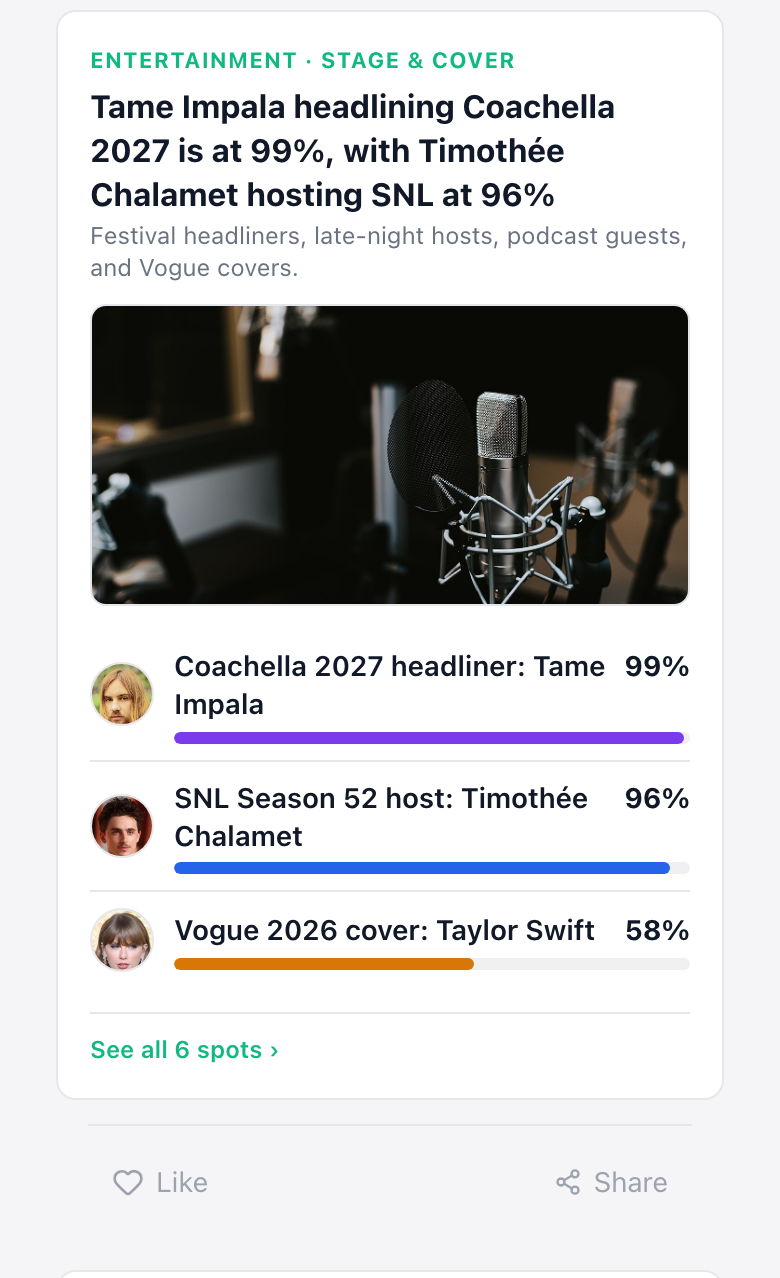 ENTERTAINMENT · STAGE & COVER
Tame Impala headlining Coachella
2027 is at 99%, with Timothée
Chalamet hosting SNL at 96%
Festival headliners, late-night hosts, podcast guests,
and Vogue covers.
Coachella 2027 headliner: Tame 99%
Impala
SNL Season 52 host: Timothée 96%
Chalamet
Vogue 2026 cover: Taylor Swift 58%
See all 6 spots ›
Like
Share